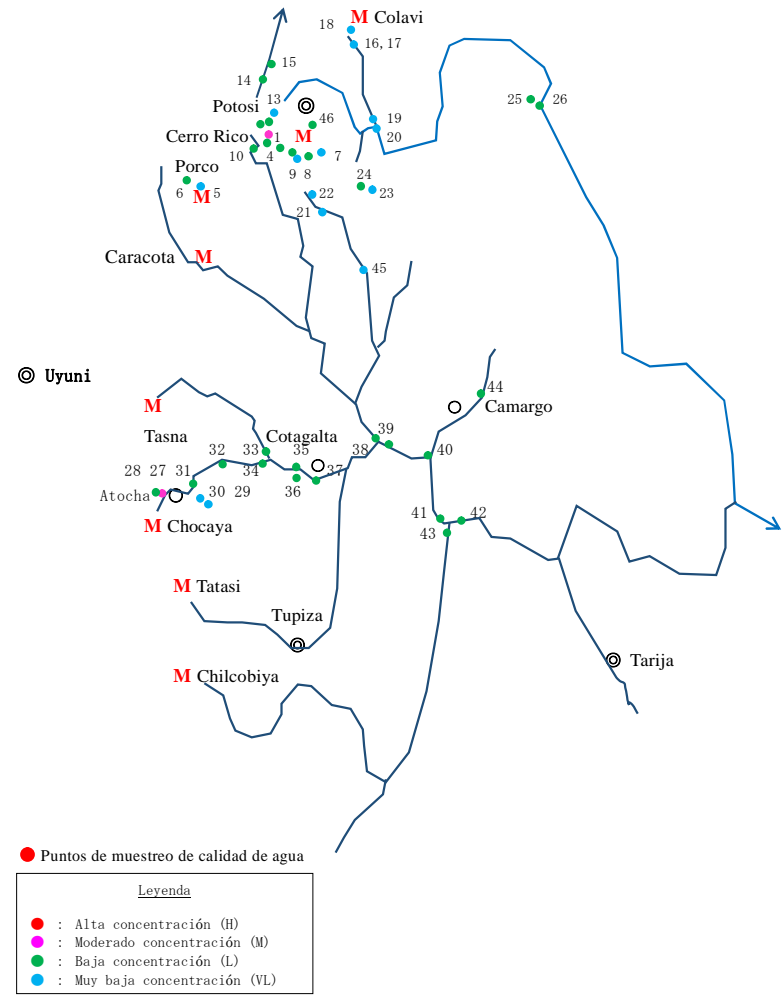 18
M Colavi
16,17
15
14
13
Potosi
46
25
26
19
20
Cerro Rico
1
M
10
4
9
8
7
Porco
6
5
M
24
23
22
21
Caracota
M
45
Uyuni
M
44
Camargo
Tasna
Cotagalta
39
32
33
35
38
40
28
27
31
34
37
36
Atocha
30
29
M Chocaya
41
42
43
M Tatasi
Tupiza
M Chilcobiya
Tarija
Puntos de muestreo de calidad de agua
Leyenda
: Alta concentración (H)
: Moderado concentración (M)
: Baja concentración (L)
: Muy baja concentración (VL)